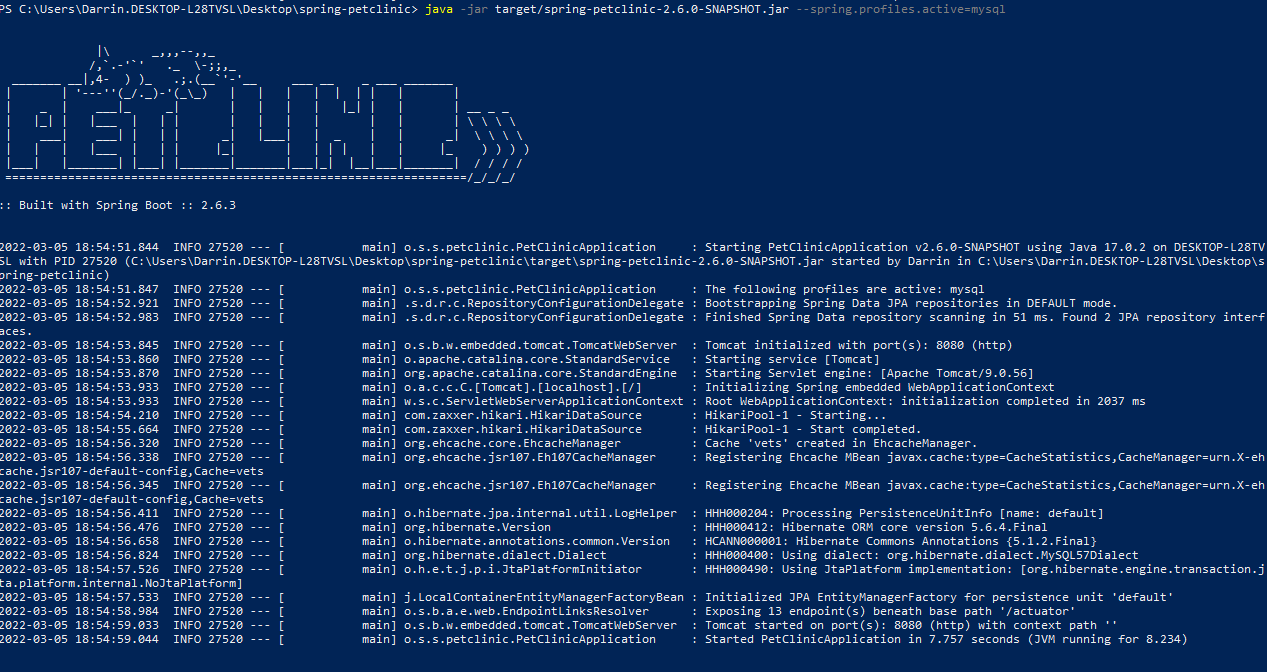 PS C:\Users\Darrin.DESKTOP-L28TVSL\Desktop\spring-petclinic> java -jar target/spring-petclinic-2.6.0-SNAPSHOT.jar --spring.profiles.active=mysql
PETCLINIC
:: Built with Spring Boot :: 2.6.3
2022-03-05 18:54:51.844  INFO 27520 --- [           main] o.s.s.petclinic.PetClinicApplication     : Starting PetClinicApplication v2.6.0-SNAPSHOT using Java 17.0.2 on DESKTOP-L28TV
SL with PID 27520 (C:\Users\Darrin.DESKTOP-L28TVSL\Desktop\spring-petclinic\target\spring-petclinic-2.6.0-SNAPSHOT.jar started by Darrin in C:\Users\Darrin.DESKTOP-L28TVSL\Desktop\s
pring-petclinic)
2022-03-05 18:54:51.847  INFO 27520 --- [           main] o.s.s.petclinic.PetClinicApplication     : The following profiles are active: mysql
2022-03-05 18:54:52.921  INFO 27520 --- [           main] .s.d.r.c.RepositoryConfigurationDelegate : Bootstrapping Spring Data JPA repositories in DEFAULT mode.
2022-03-05 18:54:52.983  INFO 27520 --- [           main] .s.d.r.c.RepositoryConfigurationDelegate : Finished Spring Data repository scanning in 51 ms. Found 2 JPA repository interf
aces.
2022-03-05 18:54:53.845  INFO 27520 --- [           main] o.s.b.w.embedded.tomcat.TomcatWebServer  : Tomcat initialized with port(s): 8080 (http)
2022-03-05 18:54:53.860  INFO 27520 --- [           main] o.apache.catalina.core.StandardService   : Starting service [Tomcat]
2022-03-05 18:54:53.870  INFO 27520 --- [           main] org.apache.catalina.core.StandardEngine  : Starting Servlet engine: [Apache Tomcat/9.0.56]
2022-03-05 18:54:53.933  INFO 27520 --- [           main] o.a.c.c.C.[Tomcat].[localhost].[/]       : Initializing Spring embedded WebApplicationContext
2022-03-05 18:54:53.933  INFO 27520 --- [           main] w.s.c.ServletWebServerApplicationContext : Root WebApplicationContext: initialization completed in 2037 ms
2022-03-05 18:54:54.210  INFO 27520 --- [           main] com.zaxxer.hikari.HikariDataSource       : HikariPool-1 - Starting...
2022-03-05 18:54:55.664  INFO 27520 --- [           main] com.zaxxer.hikari.HikariDataSource       : HikariPool-1 - Start completed.
2022-03-05 18:54:56.320  INFO 27520 --- [           main] org.ehcache.core.EhcacheManager          : Cache 'vets' created in EhcacheManager.
2022-03-05 18:54:56.338  INFO 27520 --- [           main] org.ehcache.jsr107.Eh107CacheManager     : Registering Ehcache MBean javax.cache:type=CacheStatistics,CacheManager=urn.X-eh
cache.jsr107-default-config,Cache=vets
2022-03-05 18:54:56.345  INFO 27520 --- [           main] org.ehcache.jsr107.Eh107CacheManager     : Registering Ehcache MBean javax.cache:type=CacheStatistics,CacheManager=urn.X-eh
cache.jsr107-default-config,Cache=vets
2022-03-05 18:54:56.411  INFO 27520 --- [           main] o.hibernate.jpa.internal.util.LogHelper  : HHH000204: Processing PersistenceUnitInfo [name: default]
2022-03-05 18:54:56.476  INFO 27520 --- [           main] org.hibernate.Version                    : HHH000412: Hibernate ORM core version 5.6.4.Final
2022-03-05 18:54:56.658  INFO 27520 --- [           main] o.hibernate.annotations.common.Version   : HCANN000001: Hibernate Commons Annotations {5.1.2.Final}
2022-03-05 18:54:56.824  INFO 27520 --- [           main] org.hibernate.dialect.Dialect            : HHH000400: Using dialect: org.hibernate.dialect.MySQL57Dialect
2022-03-05 18:54:57.526  INFO 27520 --- [           main] o.h.e.t.j.p.i.JtaPlatformInitiator       : HHH000490: Using JtaPlatform implementation: [org.hibernate.engine.transaction.j
ta.platform.internal.NoJtaPlatform]
2022-03-05 18:54:57.533  INFO 27520 --- [           main] j.LocalContainerEntityManagerFactoryBean : Initialized JPA EntityManagerFactory for persistence unit 'default'
2022-03-05 18:54:58.984  INFO 27520 --- [           main] o.s.b.a.e.web.EndpointLinksResolver      : Exposing 13 endpoint(s) beneath base path '/actuator'
2022-03-05 18:54:59.033  INFO 27520 --- [           main] o.s.b.w.embedded.tomcat.TomcatWebServer  : Tomcat started on port(s): 8080 (http) with context path ''
2022-03-05 18:54:59.044  INFO 27520 --- [           main] o.s.s.petclinic.PetClinicApplication     : Started PetClinicApplication in 7.757 seconds (JVM running for 8.234)